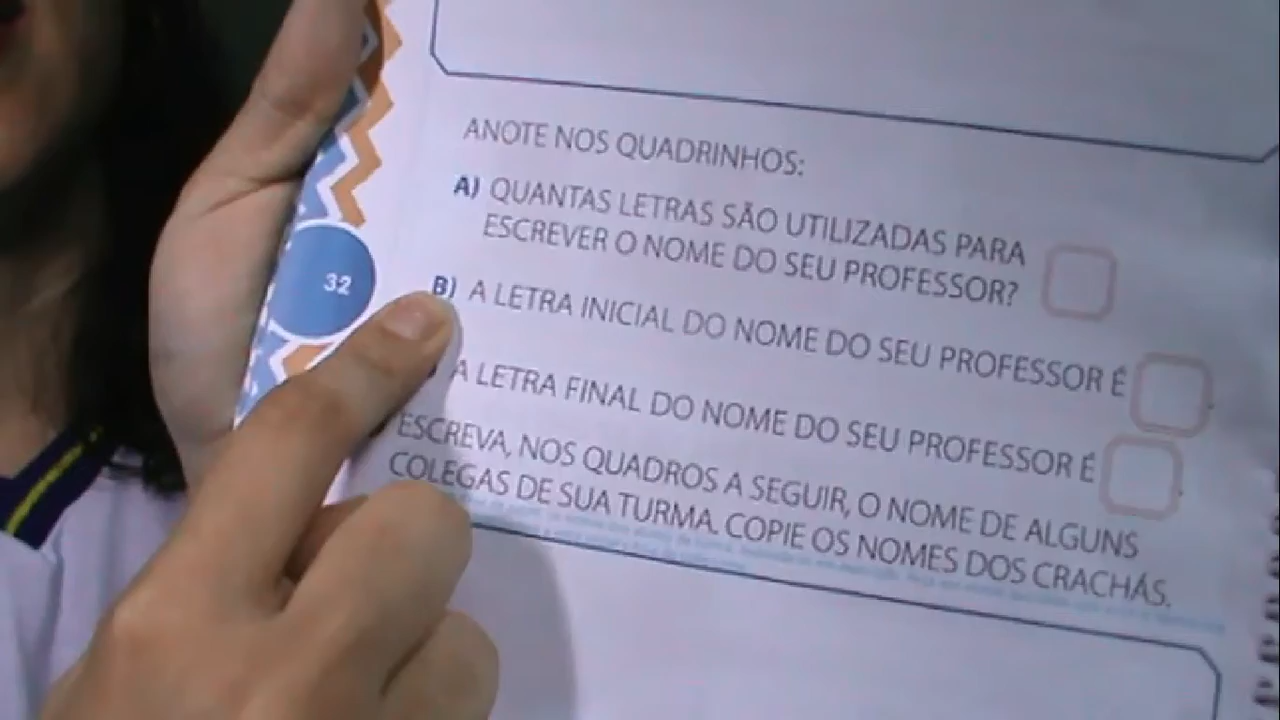 ANOTE NOS QUADRINHOS:
A) QUANTAS LETRAS SÃO UTILIZADAS PARA
ESCREVER O NOME DO SEU PROFESSOR?
32
B) A LETRA INICIAL DO NOME DO SEU PROFESSOR É .
A LETRA FINAL DO NOME DO SEU PROFESSOR É .
ESCREVA, NOS QUADROS A SEGUIR, O NOME DE ALGUNS
COLEGAS DE SUA TURMA. COPIE OS NOMES DOS CRACHÁS.